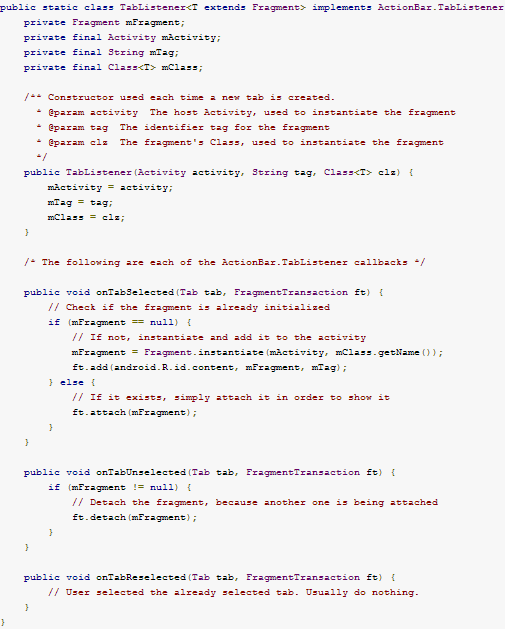 public static class TabListener<T extends Fragment> implements ActionBar.TabListener
private Fragment mFragment;
private final Activity mActivity;
private final String mTag;
private final Class<T> mClass;
/** Constructor used each time a new tab is created.
* @param activity  The host Activity, used to instantiate the fragment
* @param tag  The identifier tag for the fragment
* @param clz  The fragment's Class, used to instantiate the fragment
*/
public TabListener(Activity activity, String tag, Class<T> clz) {
mActivity = activity;
mTag = tag;
mClass = clz;
}
/* The following are each of the ActionBar.TabListener callbacks */
public void onTabSelected(Tab tab, FragmentTransaction ft) {
// Check if the fragment is already initialized
if (mFragment == null) {
// If not, instantiate and add it to the activity
mFragment = Fragment.instantiate(mActivity, mClass.getName());
ft.add(android.R.id.content, mFragment, mTag);
} else {
// If it exists, simply attach it in order to show it
ft.attach(mFragment);
}
}
public void onTabUnselected(Tab tab, FragmentTransaction ft) {
if (mFragment != null) {
// Detach the fragment, because another one is being attached
ft.detach(mFragment);
}
}
public void onTabReselected(Tab tab, FragmentTransaction ft) {
// User selected the already selected tab. Usually do nothing.
}
}